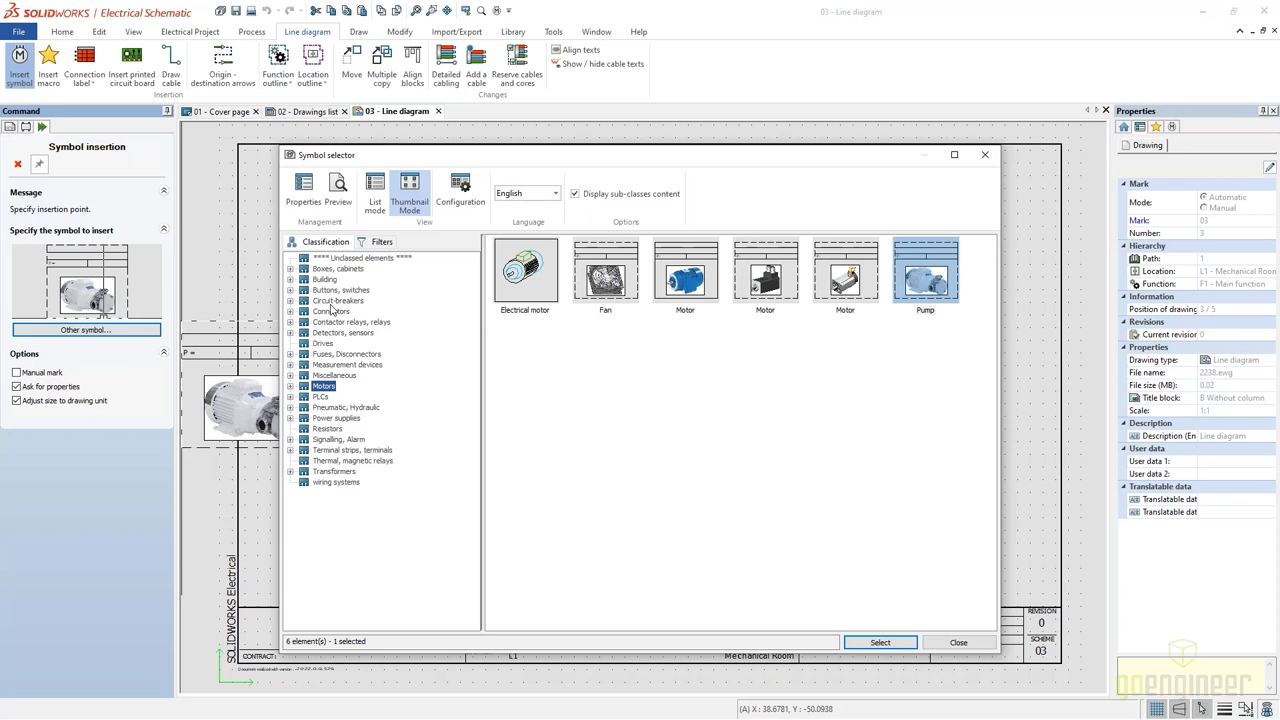 SOLIDWORKS Electrical Schematic
03 - Line diagram
File Home Edit View Electrical Project Process Line diagram Draw Modify Import/Export Library Tools Window Help
Insert symbol
Insert macro
Connection label
Insert printed circuit board
Draw cable
Origin - destination arrows
Function outline
Location outline
Move
Multiple copy
Align blocks
Detailed cabling
Add a cable
Reserve cables and cores
Align texts
Show / hide cable texts
Insertion
Changes
Command
01 - Cover page
02 - Drawings list
03 - Line diagram
Properties
Symbol insertion
Message
Specify insertion point.
Specify the symbol to insert
Other symbol...
Options
Manual mark
Ask for properties
Adjust size to drawing unit
P =
Symbol selector
Properties
Preview
List mode
Thumbnail Mode
Configuration
English
Display sub-classes content
Management
View
Language
Options
Classification
Filters
**** Unclassed elements ****
Boxes, cabinets
Building
Buttons, switches
Circuit-breakers
Connectors
Contactor relays, relays
Detectors, sensors
Drives
Fuses, Disconnectors
Measurement devices
Miscellaneous
Motors
PLCs
Pneumatic, Hydraulic
Power supplies
Resistors
Signalling, Alarm
Terminal strips, terminals
Thermal, magnetic relays
Transformers
wiring systems
Electrical motor
Fan
Motor
Motor
Motor
Pump
6 element(s) - 1 selected
Select
Close
Drawing
Mark
Mode:
Automatic
Manual
Mark: 03
Number: 3
Hierarchy
Path: 1
Location: L1 - Mechanical Room
Function: F1 - Main function
Information
Position of drawing 3 / 5
Revisions
Current revision 0
Properties
Drawing type: Line diagram
File name: 2238.ewg
File size (MB): 0.02
Title block: B Without column
Scale: 1:1
Description
Description (En Line diagram
User data
User data 1:
User data 2:
Translatable data
Translatable dat
Translatable dat
SOLIDWORKS Electrical
CONTRACT:
L1
Mechanical Room
REVISION
0
SCHEME
03
goengineer
(A) X : 38.6781, Y : -50.0938